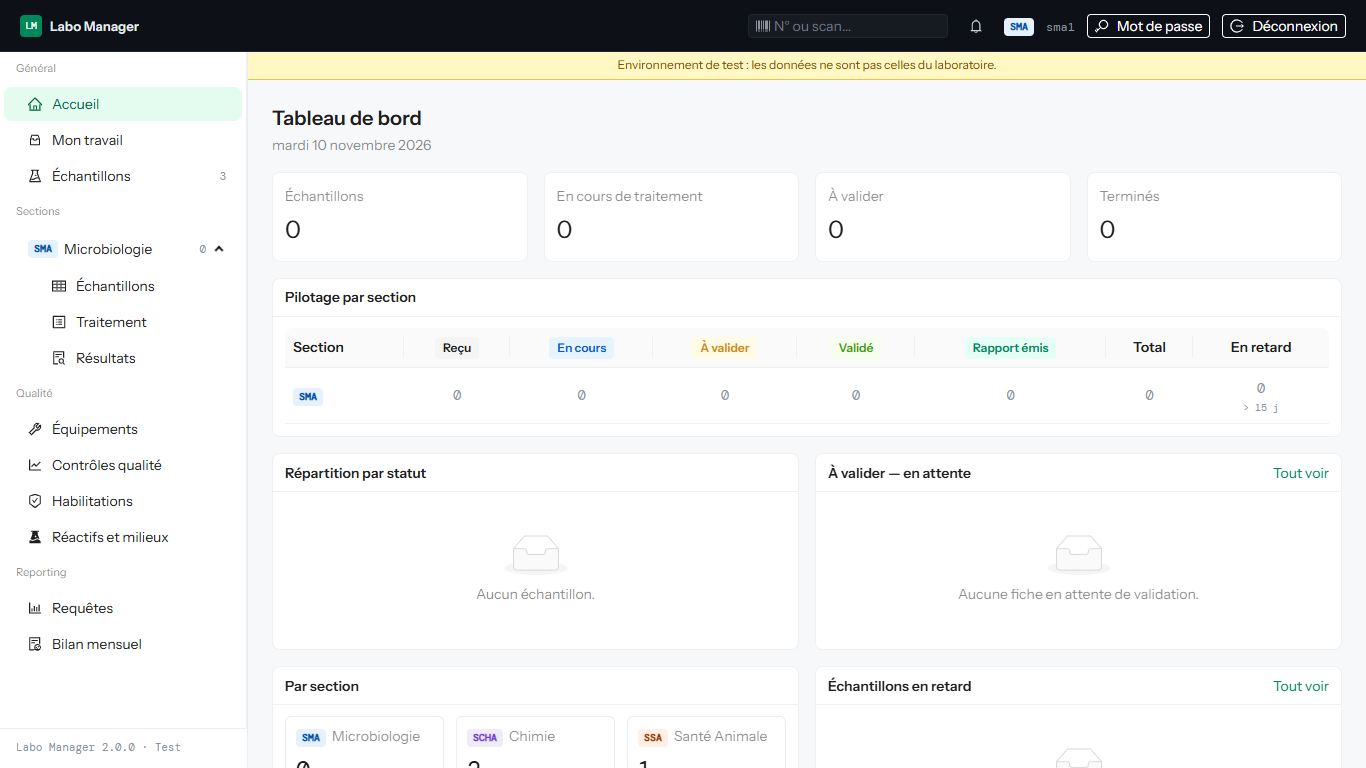 LM Labo Manager
N° ou scan...
SMA sma1 Mot de passe Déconnexion
Général
Accueil
Mon travail
Échantillons 3
Sections
SMA Microbiologie 0
Échantillons
Traitement
Résultats
Qualité
Équipements
Contrôles qualité
Habilitations
Réactifs et milieux
Reporting
Requêtes
Bilan mensuel
Labo Manager 2.0.0 · Test
Environnement de test : les données ne sont pas celles du laboratoire.
Tableau de bord
mardi 10 novembre 2026
Échantillons En cours de traitement À valider Terminés
0 0 0 0
Pilotage par section
Section Reçu En cours À valider Validé Rapport émis Total En retard
SMA 0 0 0 0 0 0 0
> 15 j
Répartition par statut
Aucun échantillon.
À valider — en attente Tout voir
Aucune fiche en attente de validation.
Par section
SMA Microbiologie SCHA Chimie SSA Santé Animale
0 2 1
Échantillons en retard Tout voir